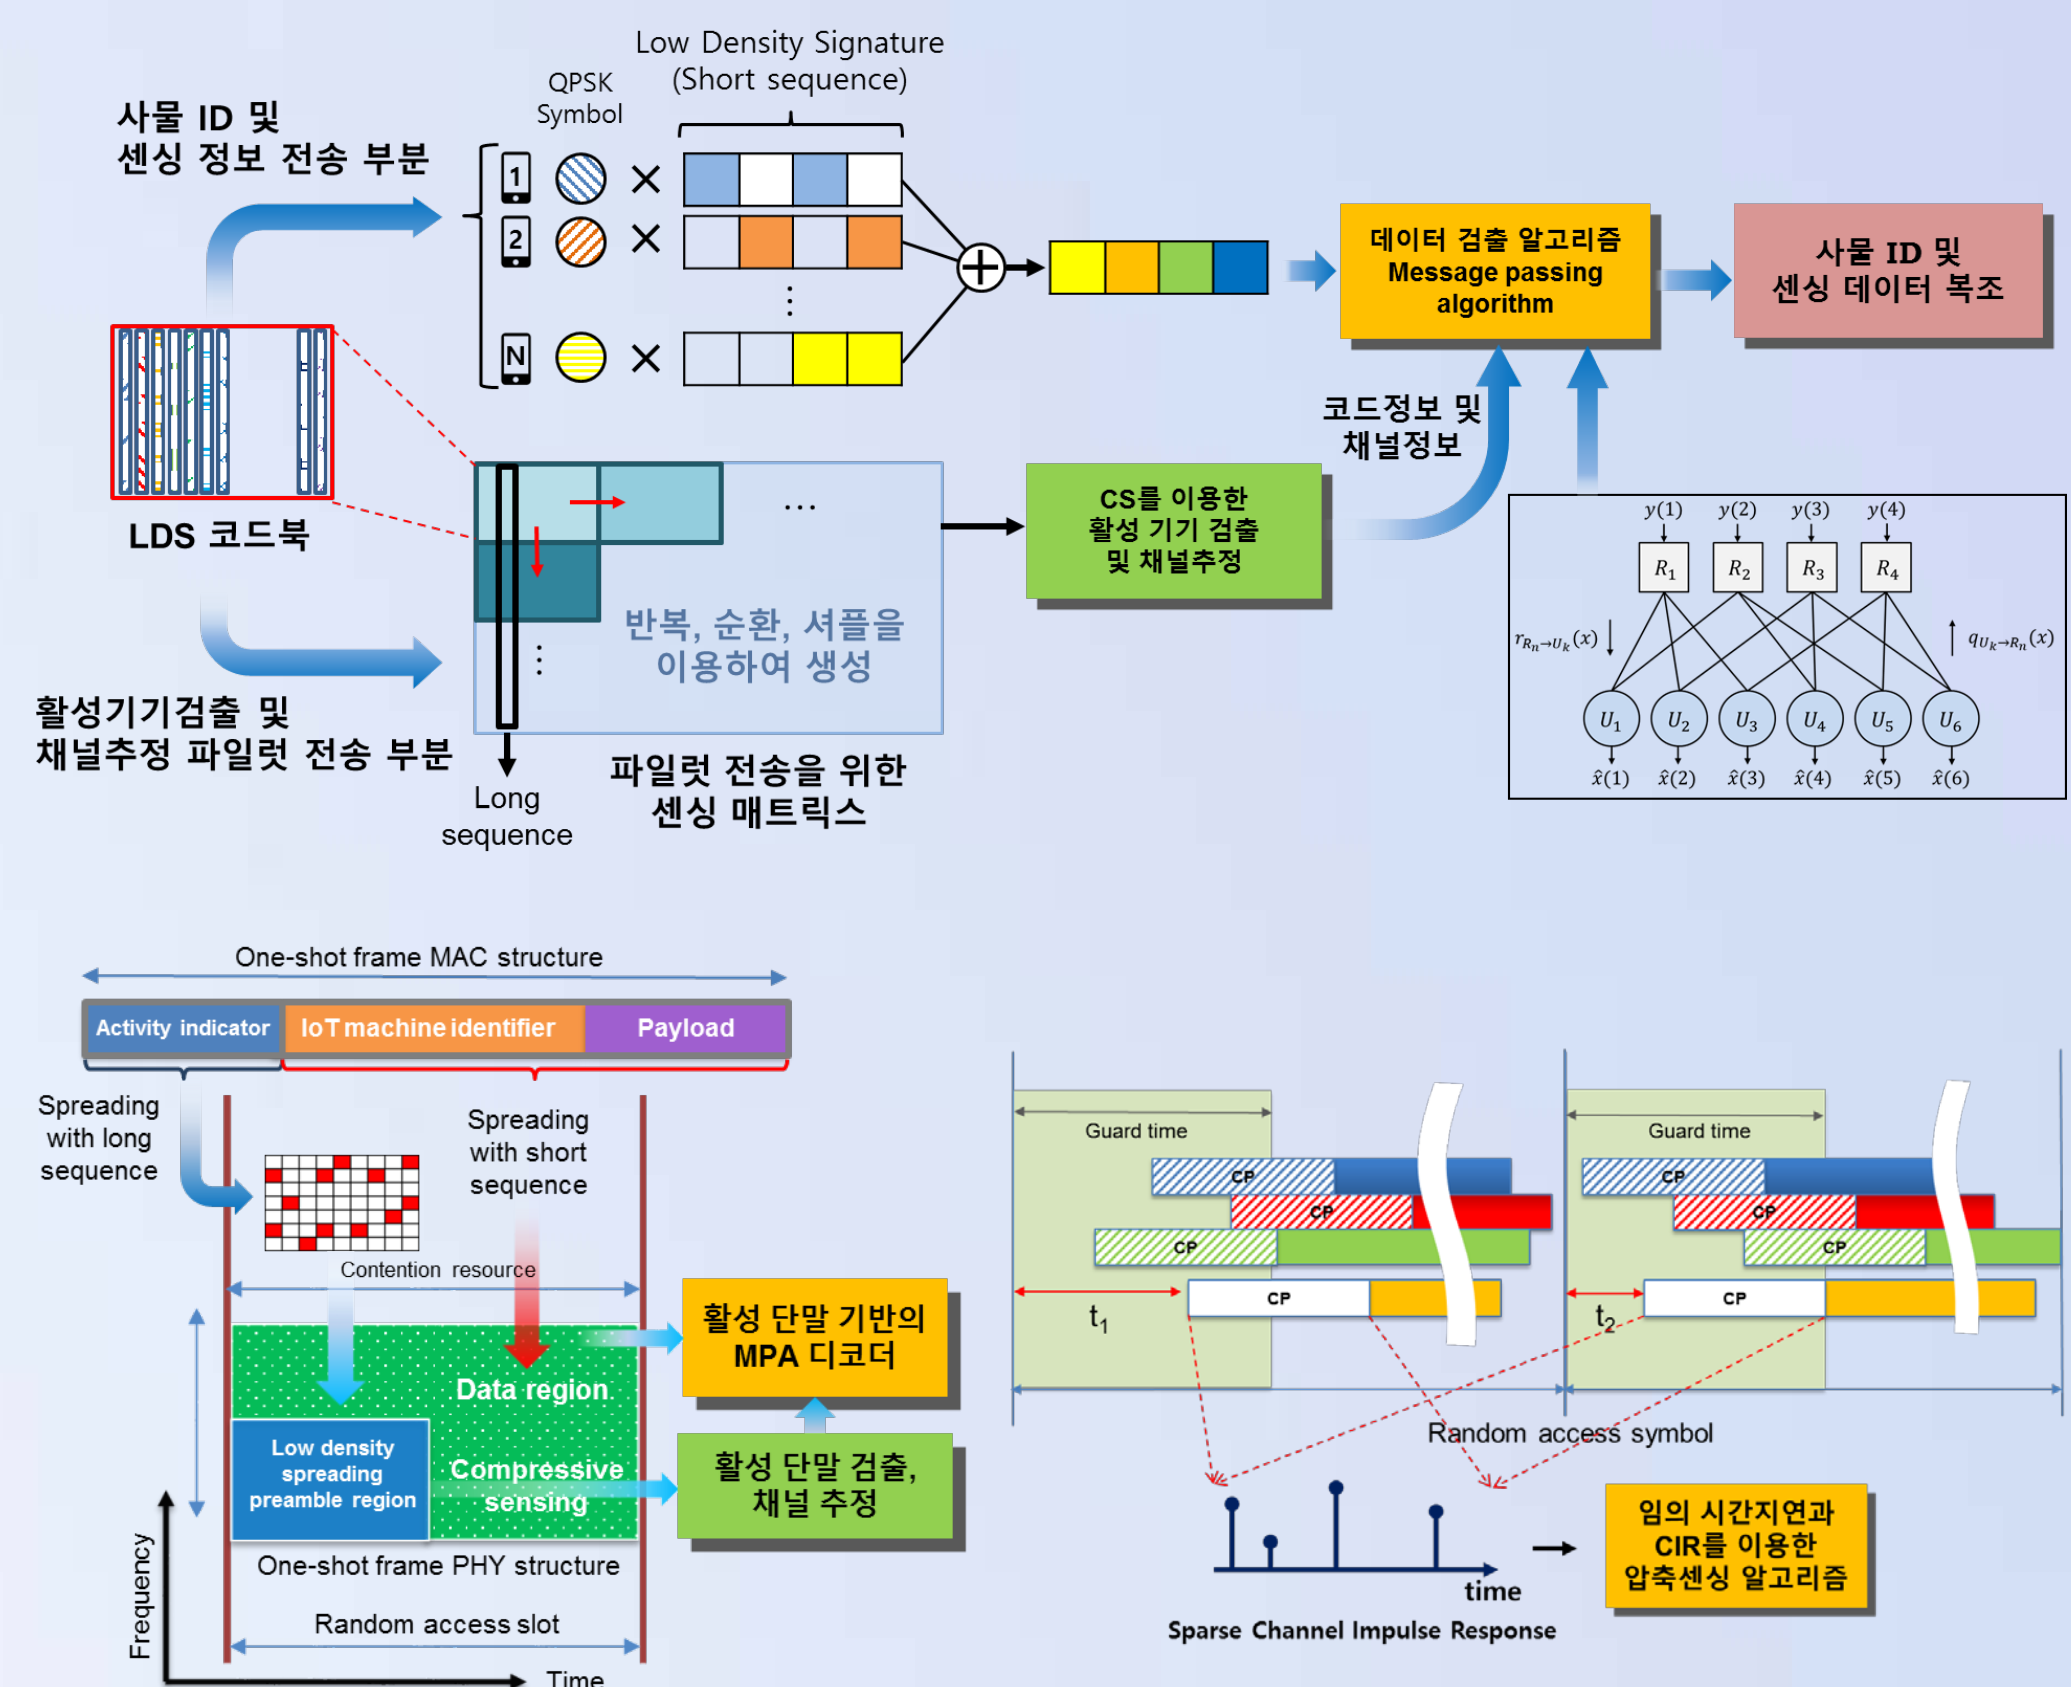 Low Density Signature
(Short sequence)
QPSK
Symbol
사물 ID 및
센싱 정보 전송 부분
1
2
⋮
N
데이터 검출 알고리즘
Message passing
algorithm
사물 ID 및
센싱 데이터 복조
코드정보 및
채널정보
LDS 코드북
...
⋮
반복, 순환, 셔플을
이용하여 생성
CS를 이용한
활성 기기 검출
및 채널추정
활성기기검출 및
채널추정 파일럿 전송 부분
Long
sequence
파일럿 전송을 위한
센싱 매트릭스
y(1) y(2) y(3) y(4)
R₁ R₂ R₃ R₄
r_{Rₙ→Uₖ}(x) q_{Uₖ→Rₙ}(x)
U₁ U₂ U₃ U₄ U₅ U₆
x̂(1) x̂(2) x̂(3) x̂(4) x̂(5) x̂(6)
One-shot frame MAC structure
Activity indicator IoT machine identifier Payload
Spreading
with long
sequence
Spreading
with short
sequence
Contention resource
Data region
Low density
spreading
preamble region
Compressive
sensing
활성 단말 기반의
MPA 디코더
활성 단말 검출,
채널 추정
One-shot frame PHY structure
Random access slot
Frequency
Time
Guard time
CP
CP
CP
CP
t₁
Guard time
CP
CP
CP
CP
t₂
Random access symbol
time
Sparse Channel Impulse Response
임의 시간지연과
CIR를 이용한
압축센싱 알고리즘